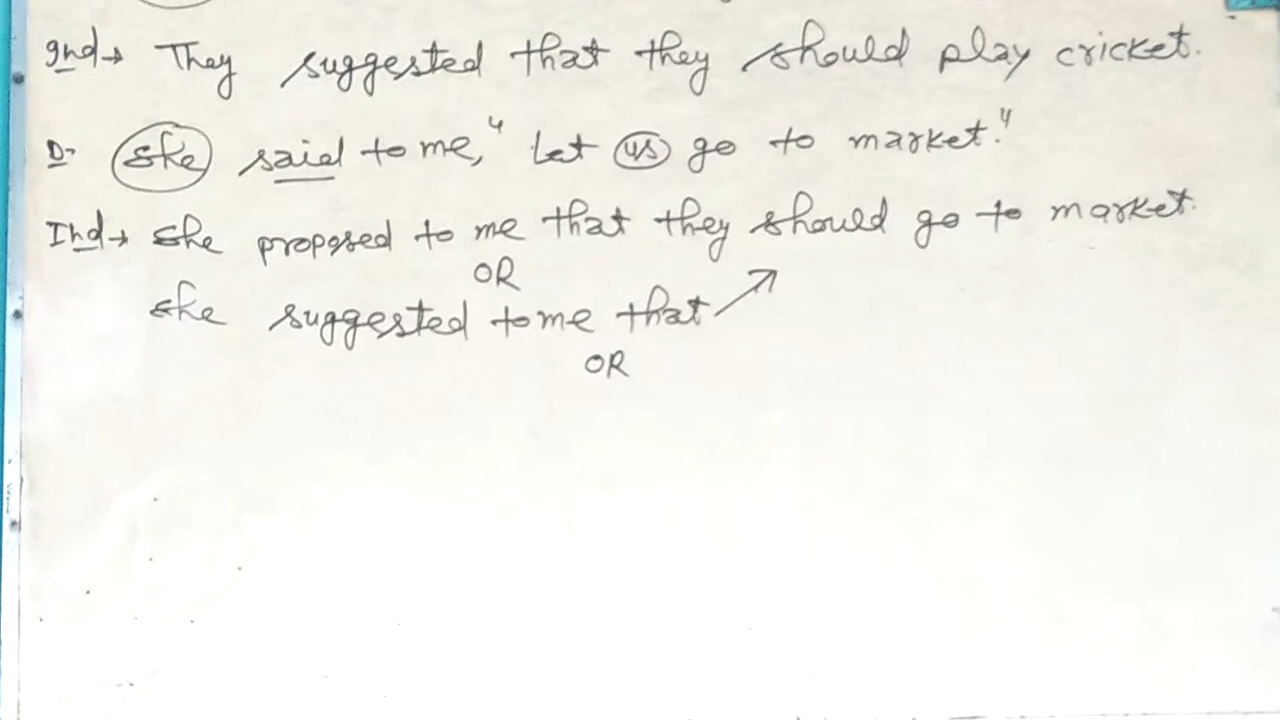 Ind→ They suggested that they should play cricket.
D- She said to me, "Let us go to market."
Ind→ She proposed to me that they should go to market.
OR
She suggested to me that
OR